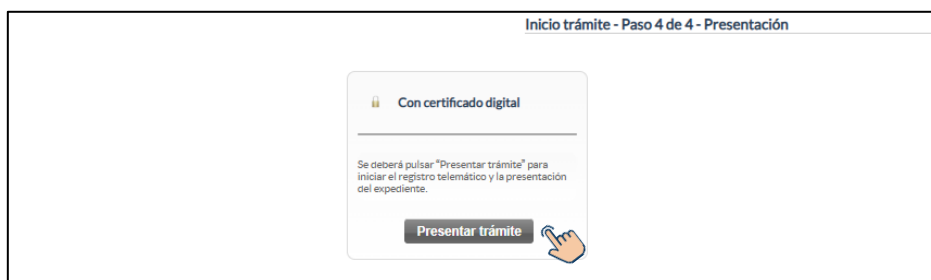 Inicio trámite - Paso 4 de 4 - Presentación
Con certificado digital
Se deberá pulsar "Presentar trámite" para
iniciar el registro telemático y la presentación
del expediente.
Presentar trámite